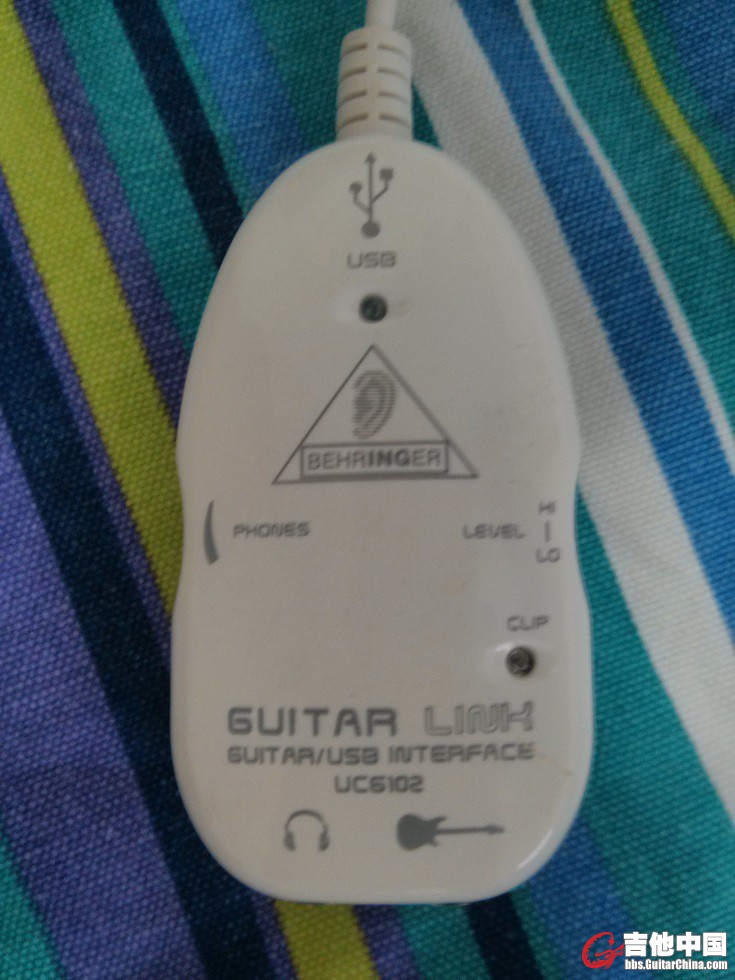 USB
BEHRINGER
PHONES
LEVEL
HI
LO
CLIP
GUITAR LINK
GUITAR/USB INTERFACE
UCG102
吉他中国
bbs.GuitarChina.com